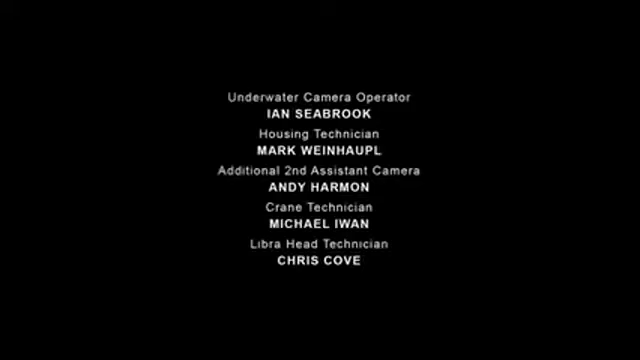 Underwater Camera Operator
IAN SEABROOK
Housing Technician
MARK WEINHAUPL
Additional 2nd Assistant Camera
ANDY HARMON
Crane Technician
MICHAEL IWAN
Libra Head Technician
CHRIS COVE